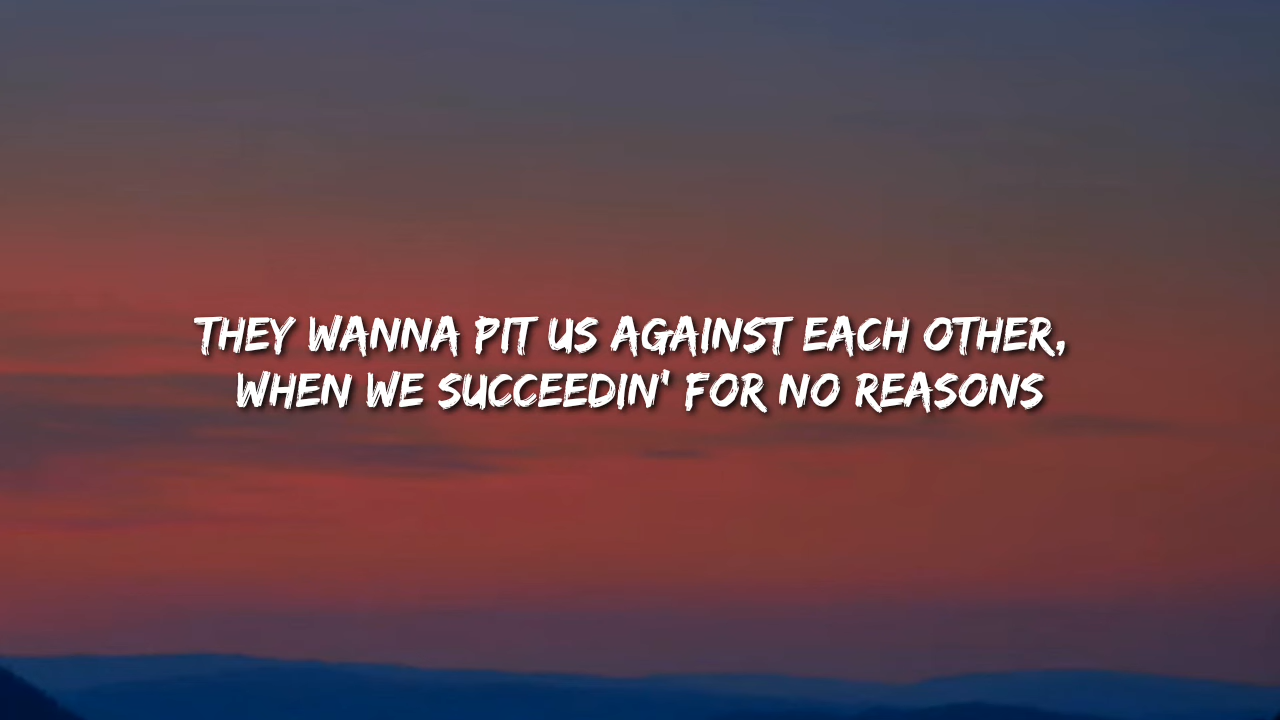 THEY WANNA PIT US AGAINST EACH OTHER,
WHEN WE SUCCEEDIN' FOR NO REASONS